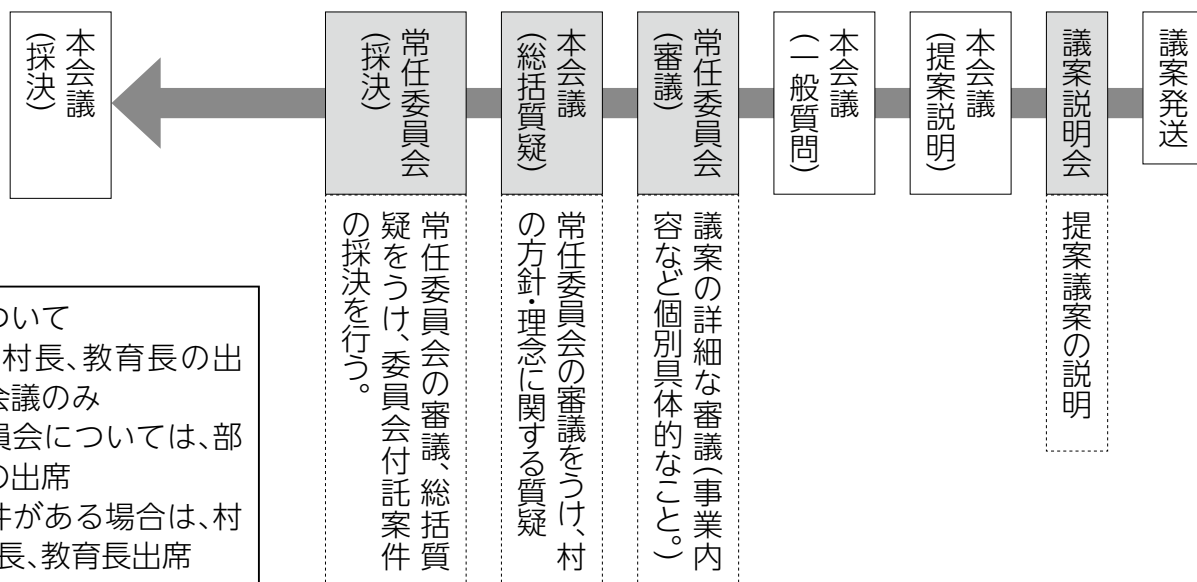 議案発送
議案説明会
提案議案の説明
本会議
（提案説明）
本会議
（一般質問）
常任委員会
（審議）
議案の詳細な審議（事業内
容など個別具体的なこと。）
本会議
（総括質疑）
常任委員会の審議をうけ、村
の方針・理念に関する質疑
常任委員会
（採決）
常任委員会の審議、総括質
疑をうけ、委員会付託案件
の採決を行う。
本会議
（採決）
ついて
村長、教育長の出
会議のみ
員会については、部
の出席
件がある場合は、村
長、教育長出席